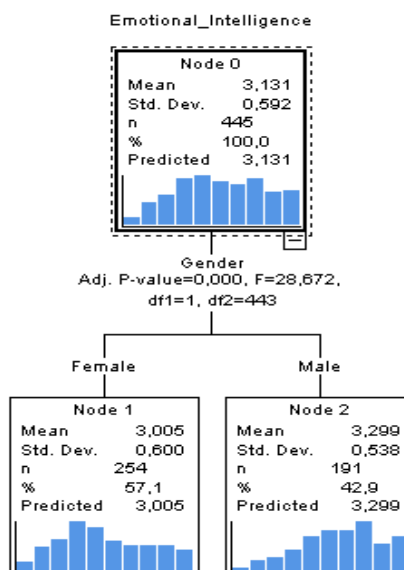 Emotional_Intelligence
Node 0
Mean 3,131
Std. Dev. 0,592
n 445
% 100,0
Predicted 3,131
Gender
Adj. P-value=0,000, F=28,672,
df1=1, df2=443
Female Male
Node 1 Node 2
Mean 3,005 Mean 3,299
Std. Dev. 0,600 Std. Dev. 0,538
n 254 n 191
% 57,1 % 42,9
Predicted 3,005 Predicted 3,299